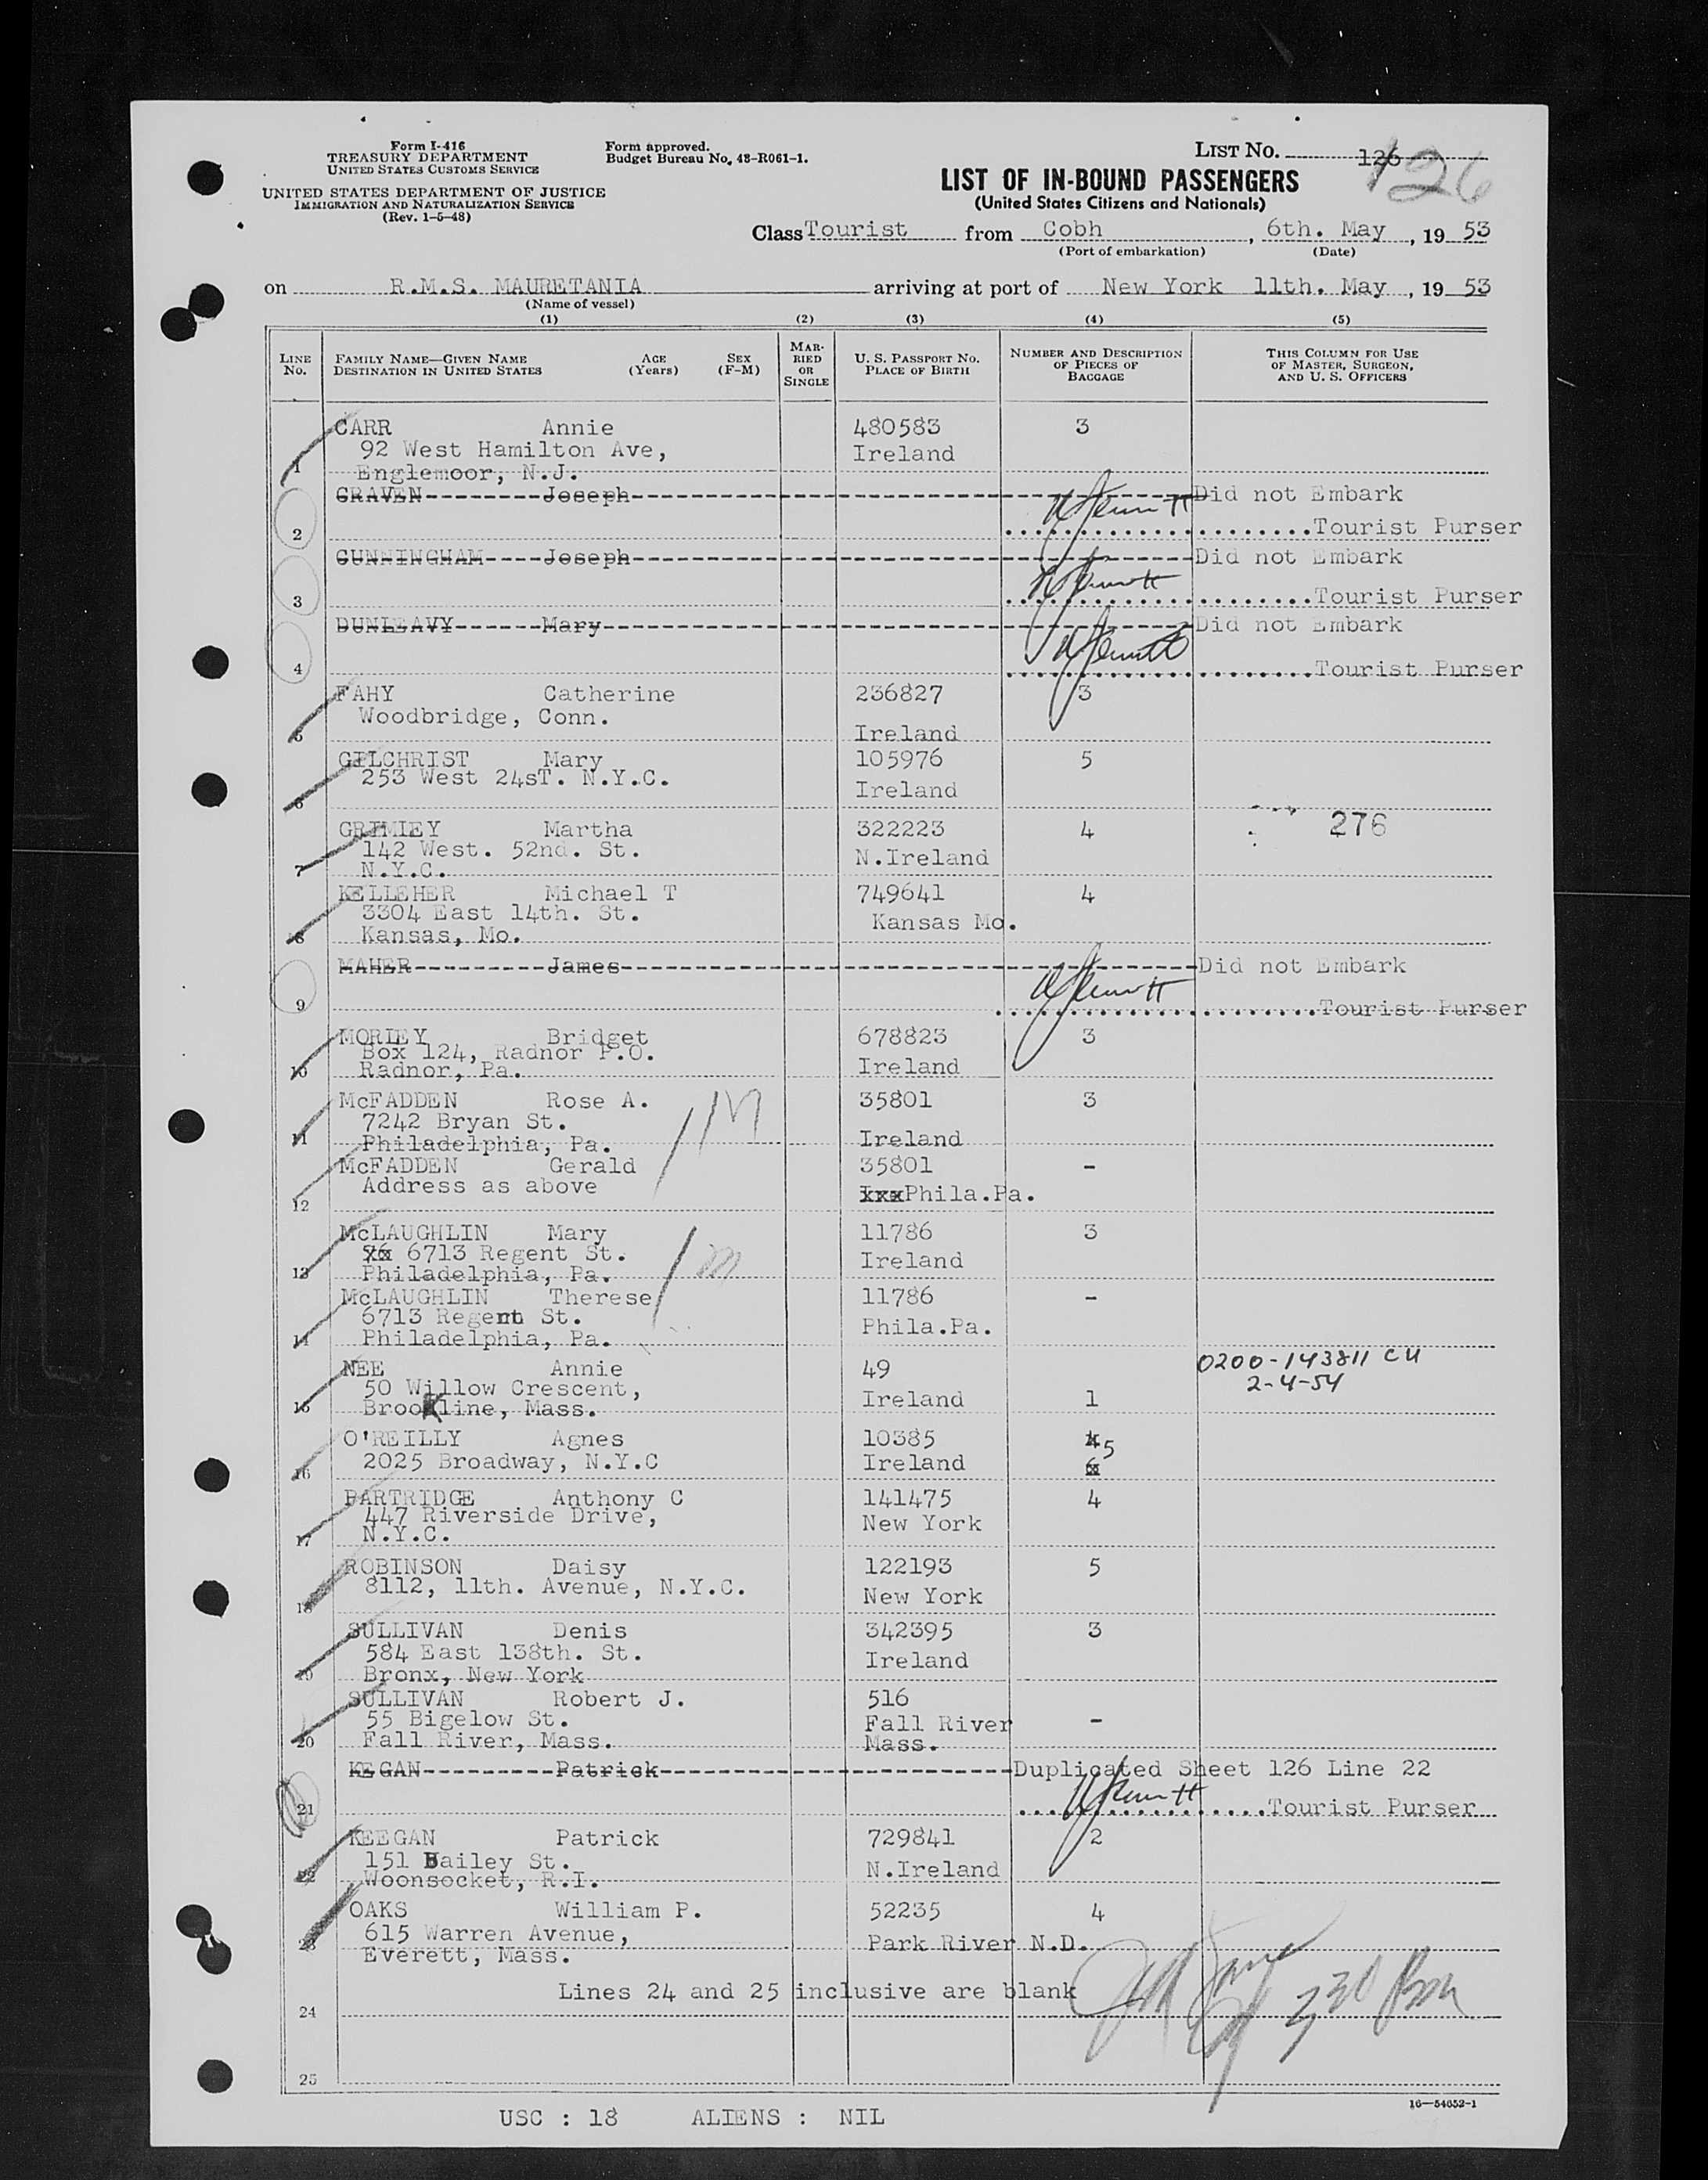 Form I-416
TREASURY DEPARTMENT
UNITED STATES CUSTOMS SERVICE
UNITED STATES DEPARTMENT OF JUSTICE
IMMIGRATION AND NATURALIZATION SERVICE
(Rev. 1-5-48)
Form approved.
Budget Bureau No. 43-R061-1.
LIST No. 126
126
LIST OF IN-BOUND PASSENGERS
(United States Citizens and Nationals)
Class Tourist from Cobh, 6th. May, 19 53
(Port of embarkation) (Date)
on R.M.S. MAURETANIA arriving at port of New York 11th. May, 19 53
(Name of vessel)
(1) (2) (3) (4) (5)
LINE No. FAMILY NAME—GIVEN NAME DESTINATION IN UNITED STATES AGE (Years) SEX (F-M) MARRIED OR SINGLE U. S. PASSPORT No. PLACE OF BIRTH NUMBER AND DESCRIPTION OF PIECES OF BAGGAGE THIS COLUMN FOR USE OF MASTER, SURGEON, AND U. S. OFFICERS
CARR Annie 480583 3
92 West Hamilton Ave, Ireland
1 Englemoor, N.J.
CRAVEN Joseph Did not Embark
2 Tourist Purser
CUNNINGHAM Joseph Did not Embark
3 Tourist Purser
DUNLEAVY Mary Did not Embark
4 Tourist Purser
FAHY Catherine 236827 3
Woodbridge, Conn.
5 Ireland
GILCHRIST Mary 105976 5
253 West 24sT. N.Y.C.
6 Ireland
GRIMLEY Martha 322223 4 276
142 West. 52nd. St. N.Ireland
7 N.Y.C.
KELLEHER Michael T 749641 4
3304 East 14th. St. Kansas Mo.
8 Kansas, Mo.
MAHER James Did not Embark
9 Tourist Purser
MORLEY Bridget 678823 3
Box 124, Radnor P.O.
10 Radnor, Pa. Ireland
McFADDEN Rose A. 35801 3
7242 Bryan St.
11 Philadelphia, Pa. Ireland
McFADDEN Gerald 35801 -
Address as above xxxPhila.Pa.
12
McLAUGHLIN Mary 11786 3
6713 Regent St. Ireland
13 Philadelphia, Pa.
McLAUGHLIN Therese 11786 -
6713 Regent St. Phila.Pa.
14 Philadelphia, Pa.
NEE Annie 49 0200-143811 CU
50 Willow Crescent, Ireland 1 2-4-54
15 Brookline, Mass.
O'REILLY Agnes 10385 5
16 2025 Broadway, N.Y.C Ireland
PARTRIDGE Anthony C 141475 4
447 Riverside Drive, New York
17 N.Y.C.
ROBINSON Daisy 122193 5
8112, 11th. Avenue, N.Y.C.
18 New York
SULLIVAN Denis 342395 3
584 East 138th. St. Ireland
19 Bronx, New York
SULLIVAN Robert J. 516
55 Bigelow St. Fall River -
20 Fall River, Mass. Mass.
KEGAN Patrick Duplicated Sheet 126 Line 22
21 Tourist Purser
KEEGAN Patrick 729841 2
151 Bailey St. N.Ireland
22 Woonsocket, R.I.
OAKS William P. 52235 4
615 Warren Avenue,
23 Everett, Mass. Park River N.D.
Lines 24 and 25 inclusive are blank
24
25
16—54652-1
USC : 18 ALIENS : NIL